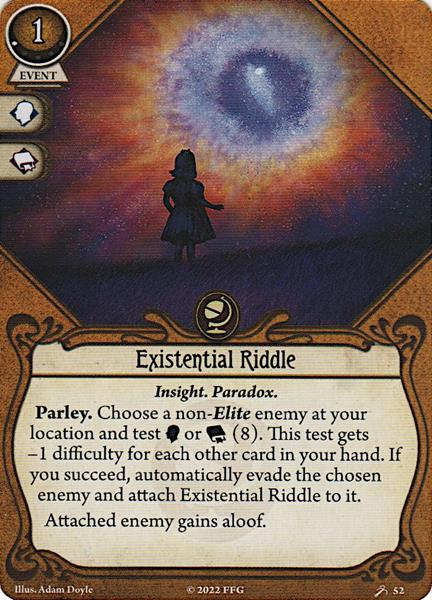 1
EVENT
Existential Riddle
Insight. Paradox.
Parley. Choose a non-Elite enemy at your
location and test or (8). This test gets
–1 difficulty for each other card in your hand. If
you succeed, automatically evade the chosen
enemy and attach Existential Riddle to it.
Attached enemy gains aloof.
Illus. Adam Doyle © 2022 FFG 52